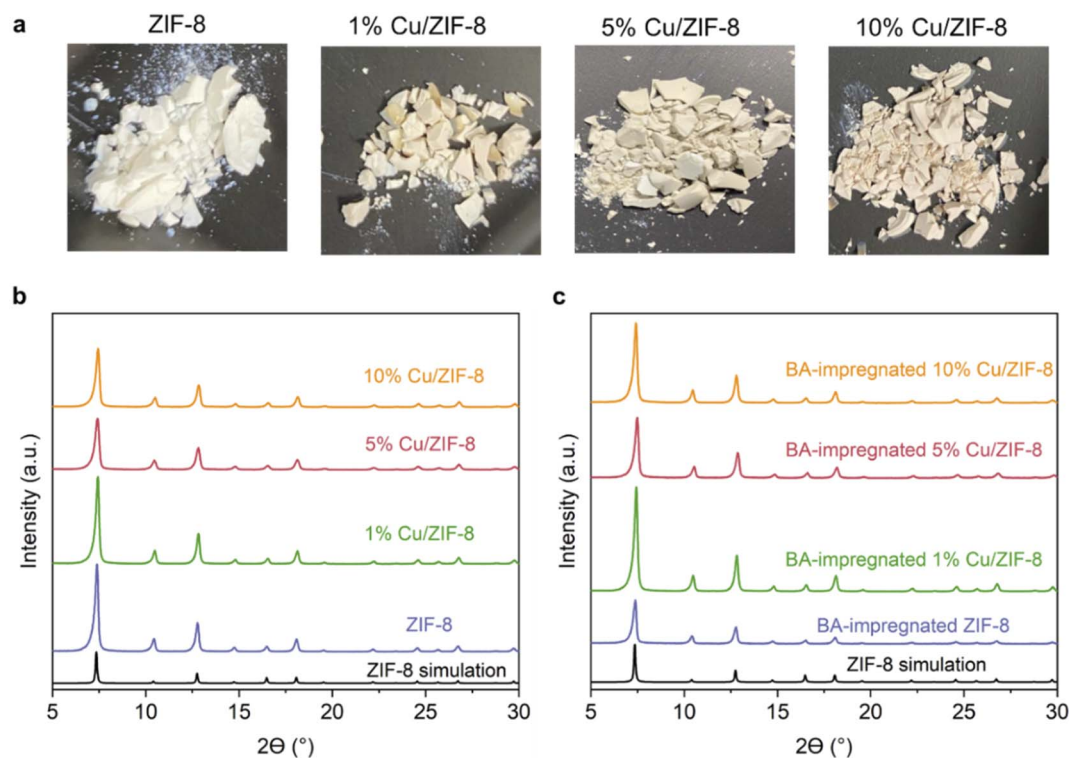 a
ZIF-8
1% Cu/ZIF-8
5% Cu/ZIF-8
10% Cu/ZIF-8
b
Intensity (a.u.)
10% Cu/ZIF-8
5% Cu/ZIF-8
1% Cu/ZIF-8
ZIF-8
ZIF-8 simulation
5 10 15 20 25 30
2Θ (°)
c
Intensity (a.u.)
BA-impregnated 10% Cu/ZIF-8
BA-impregnated 5% Cu/ZIF-8
BA-impregnated 1% Cu/ZIF-8
BA-impregnated ZIF-8
ZIF-8 simulation
5 10 15 20 25 30
2Θ (°)